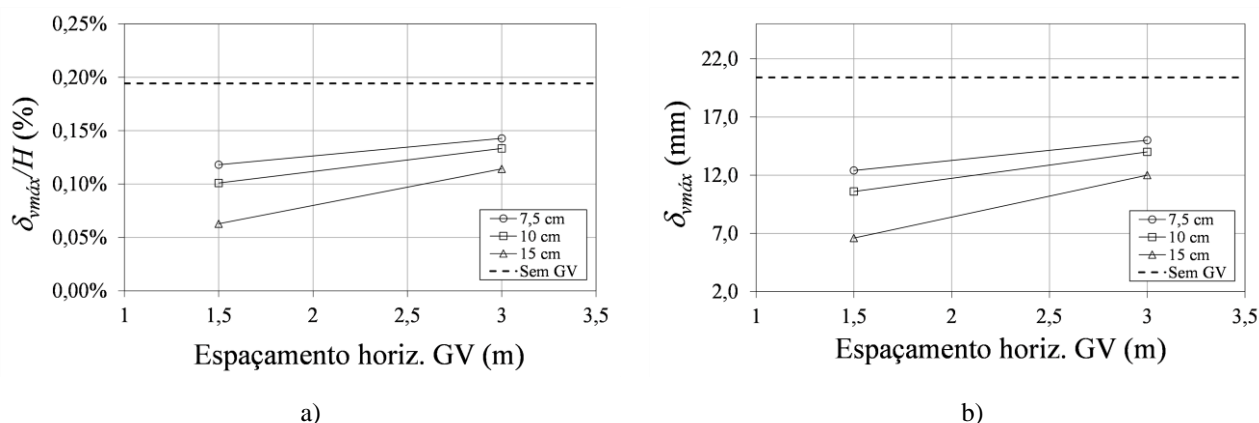 0,25%
0,20%
0,15%
0,10%
0,05%
0,00%
δvmáx/H (%)
1 1,5 2 2,5 3 3,5
Espaçamento horiz. GV (m)
7,5 cm
10 cm
15 cm
Sem GV
a)
22,0
17,0
12,0
7,0
2,0
δvmáx (mm)
1 1,5 2 2,5 3 3,5
Espaçamento horiz. GV (m)
7,5 cm
10 cm
15 cm
Sem GV
b)